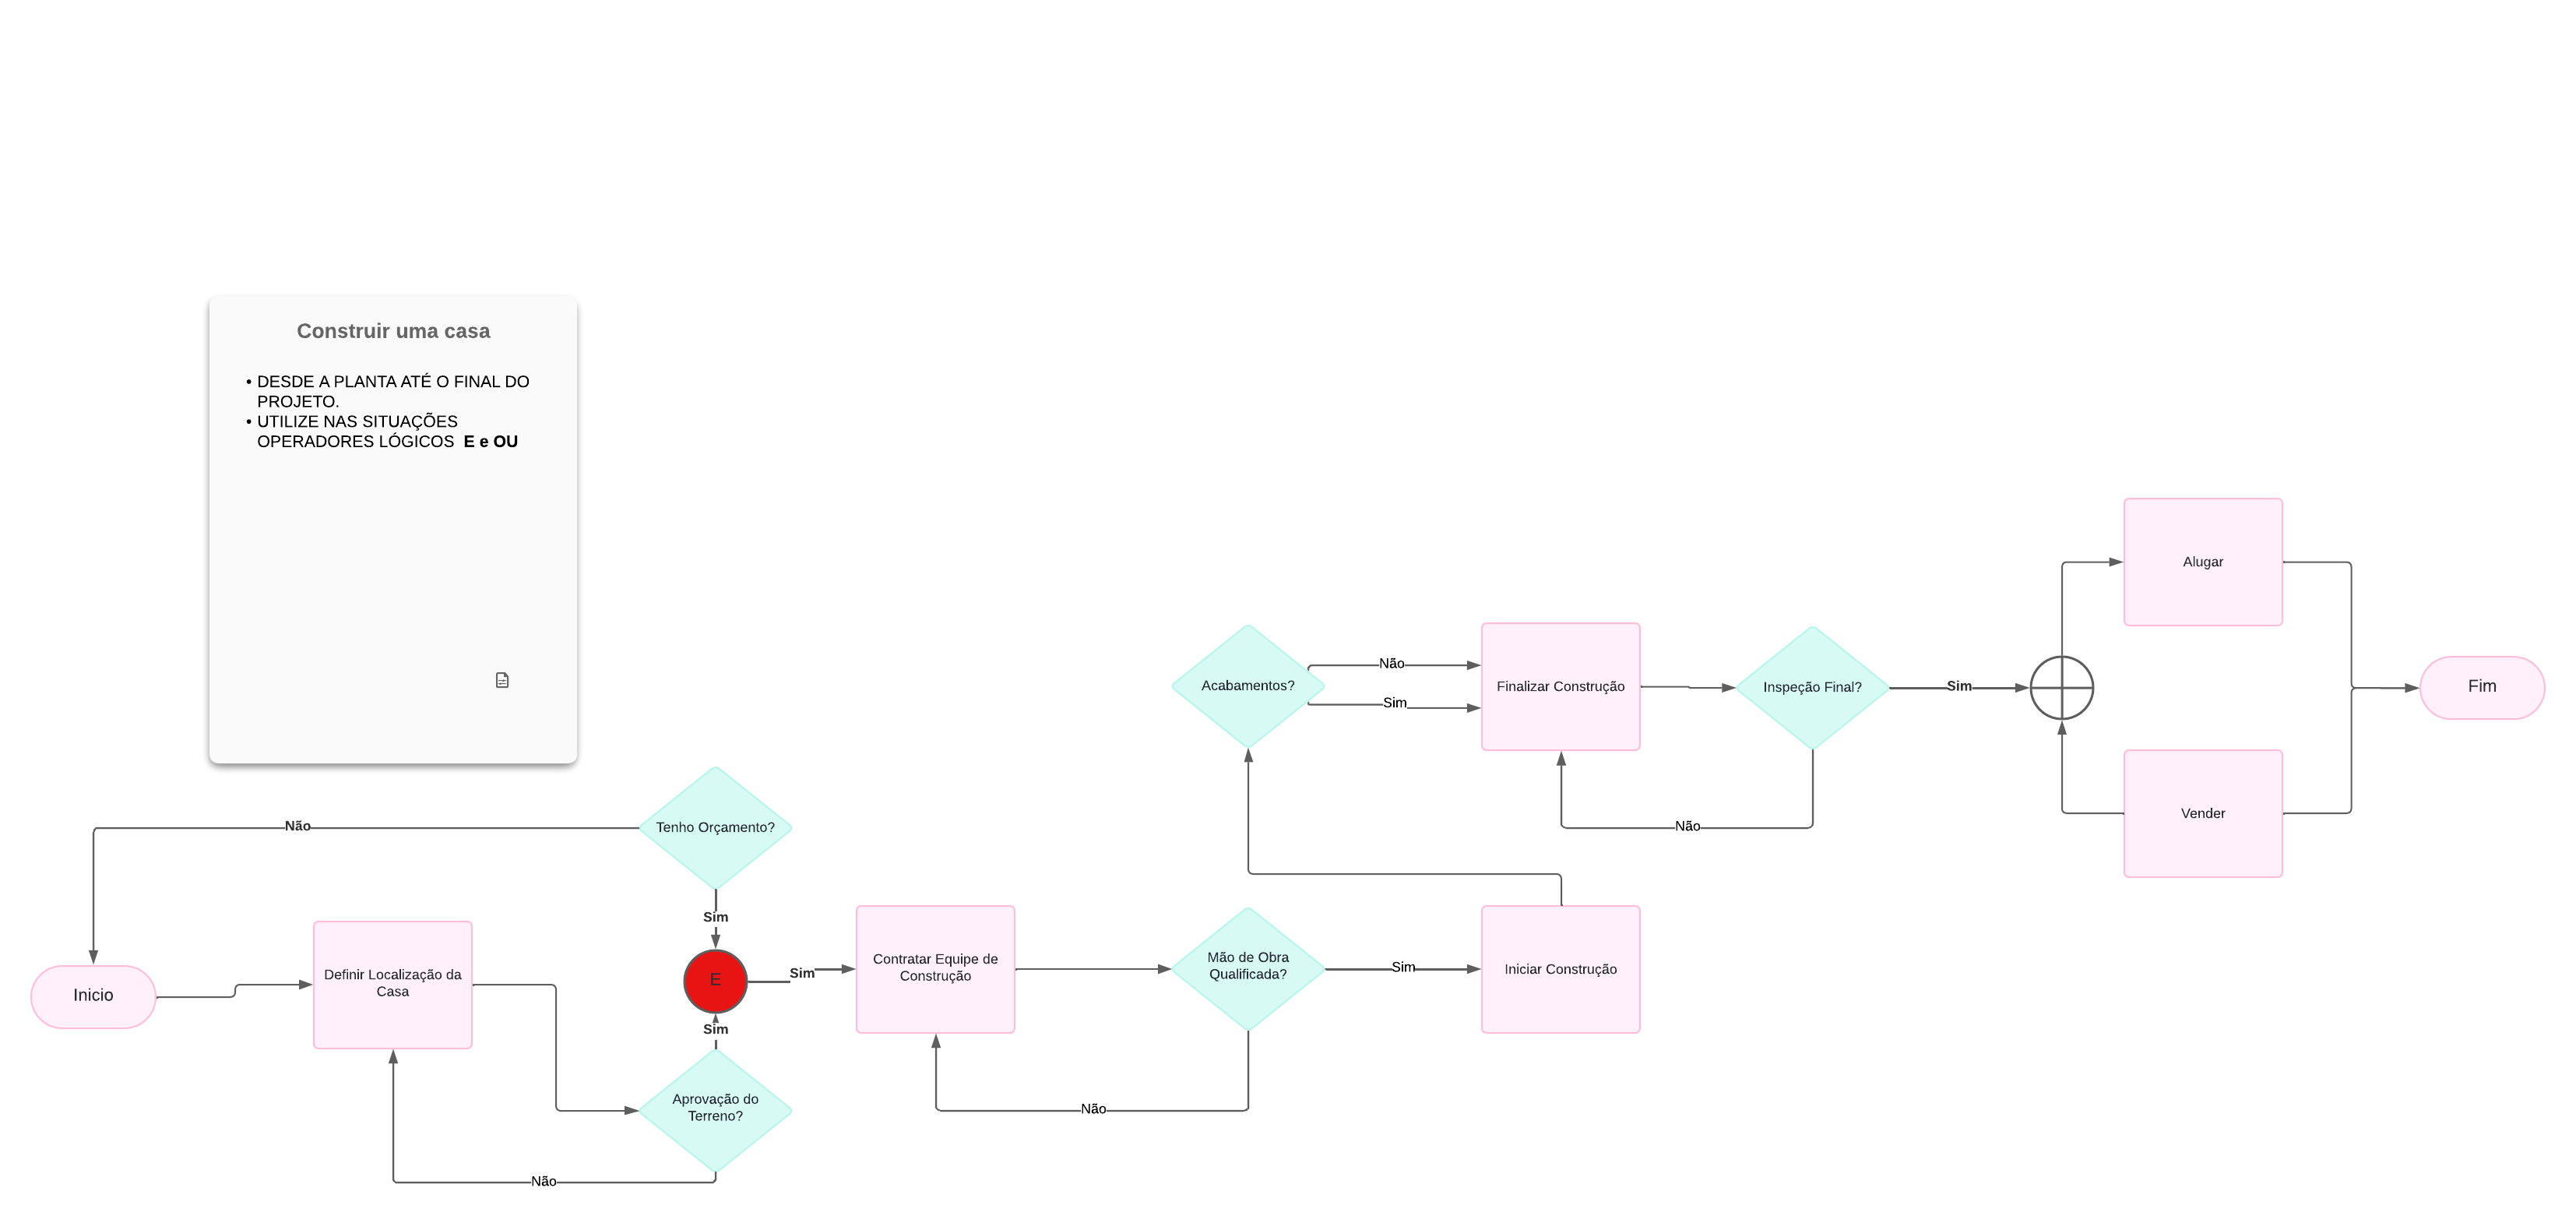 Construir uma casa
• DESDE A PLANTA ATÉ O FINAL DO
PROJETO.
• UTILIZE NAS SITUAÇÕES
OPERADORES LÓGICOS  E e OU
Alugar
Acabamentos?
Não
Sim
Finalizar Construção
Inspeção Final?
Sim
Fim
Não
Vender
Não
Tenho Orçamento?
Sim
Inicio
Definir Localização da
Casa
E
Sim
Sim
Aprovação do
Terreno?
Não
Contratar Equipe de
Construção
Mão de Obra
Qualificada?
Sim
Iniciar Construção
Não